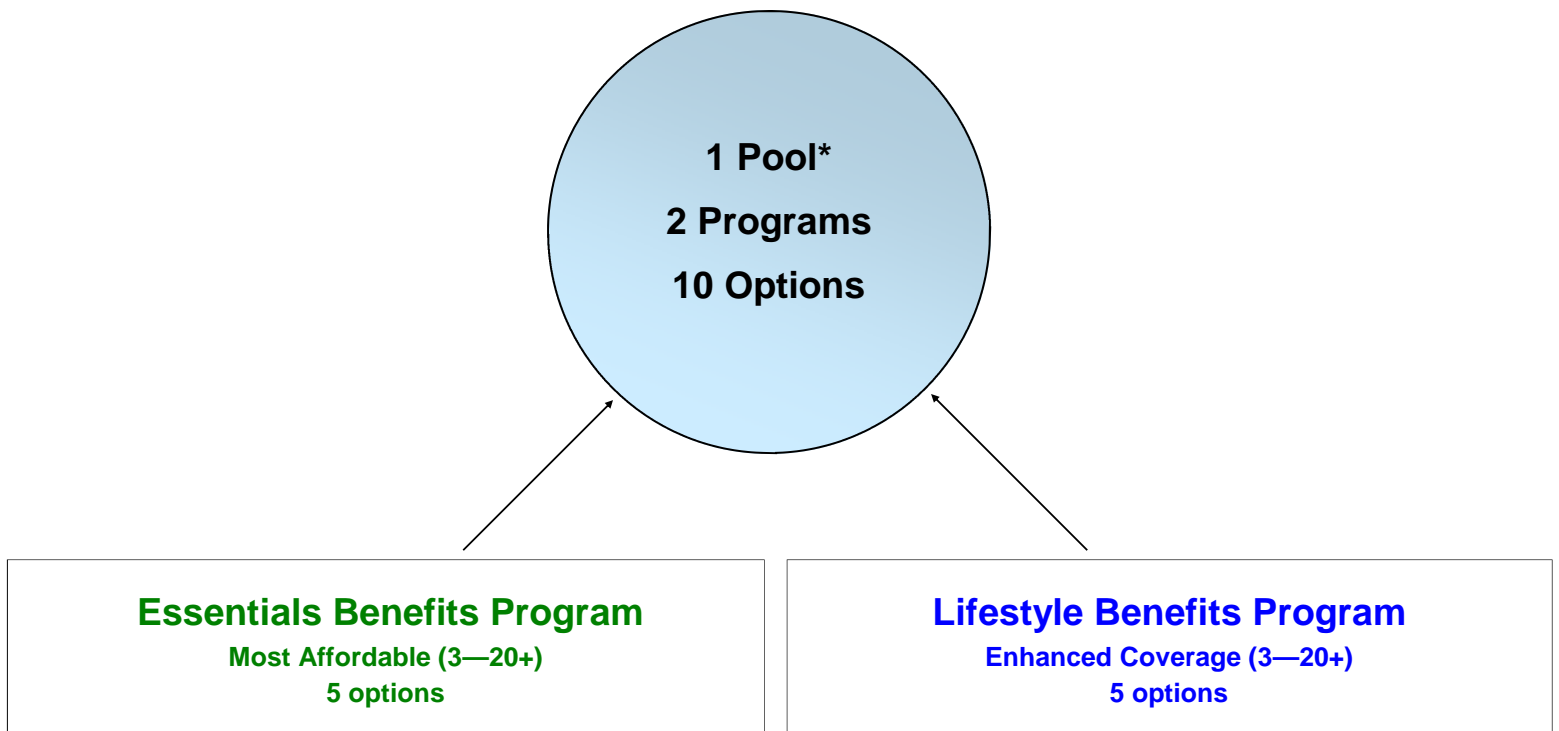 1 Pool*
2 Programs
10 Options
Essentials Benefits Program
Most Affordable (3—20+)
5 options
Lifestyle Benefits Program
Enhanced Coverage (3—20+)
5 options